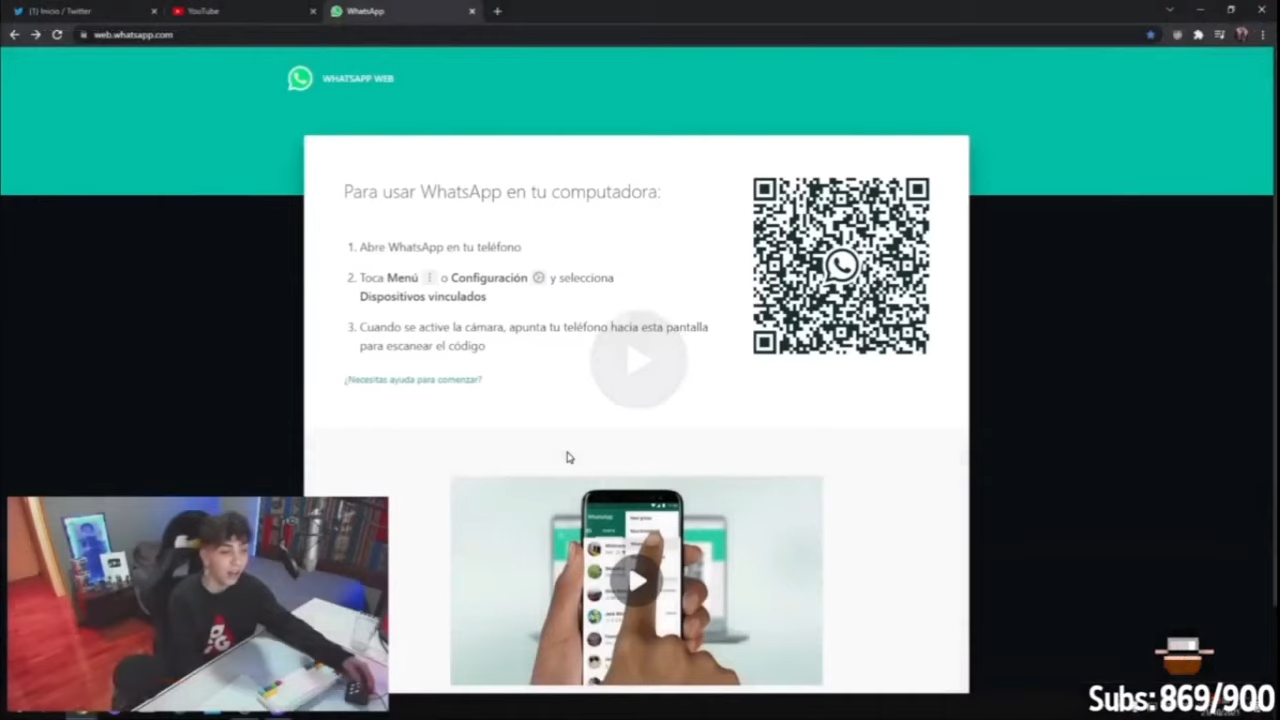 (1) Inicio / Twitter
YouTube
WhatsApp
web.whatsapp.com
WHATSAPP WEB
Para usar WhatsApp en tu computadora:
1. Abre WhatsApp en tu teléfono
2. Toca Menú o Configuración y selecciona
Dispositivos vinculados
3. Cuando se active la cámara, apunta tu teléfono hacia esta pantalla
para escanear el código
¿Necesitas ayuda para comenzar?
WhatsApp
Subs: 869/900